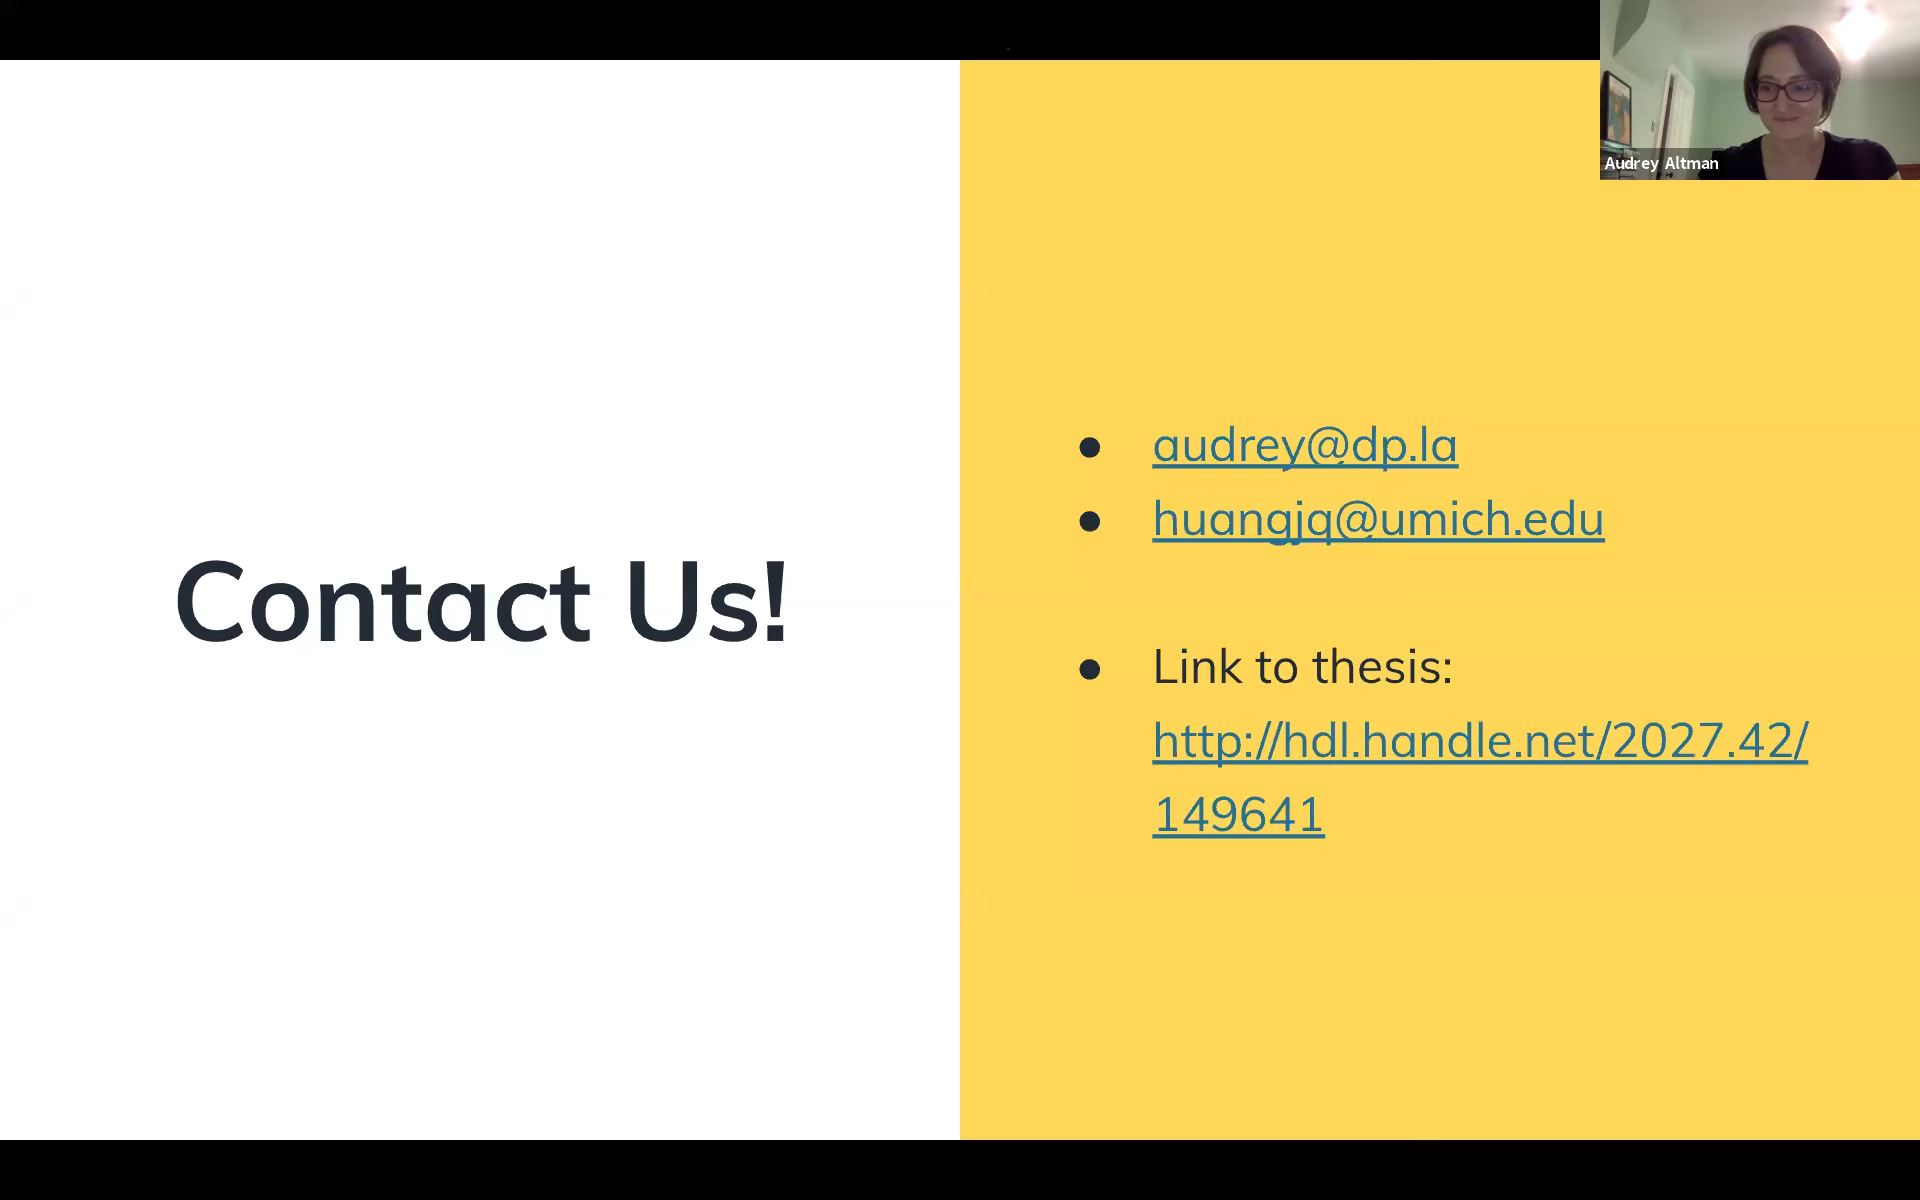 Audrey Altman
Contact Us!
● audrey@dp.la
● huangjq@umich.edu
● Link to thesis:
http://hdl.handle.net/2027.42/
149641